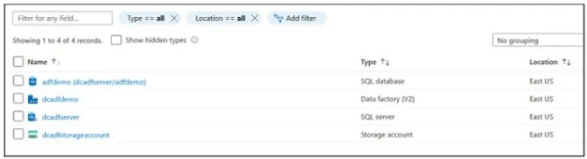 Filter for any field... Type == all × Location == all × Add filter
Showing 1 to 4 of 4 records. Show hidden types No grouping
Name ↑↓ Type ↑↓ Location ↑↓
adfdemo (dcadfserver/adfdemo) SQL database East US
dcadfdemo Data factory (V2) East US
dcadfserver SQL server East US
dcadfstorageaccount Storage account East US